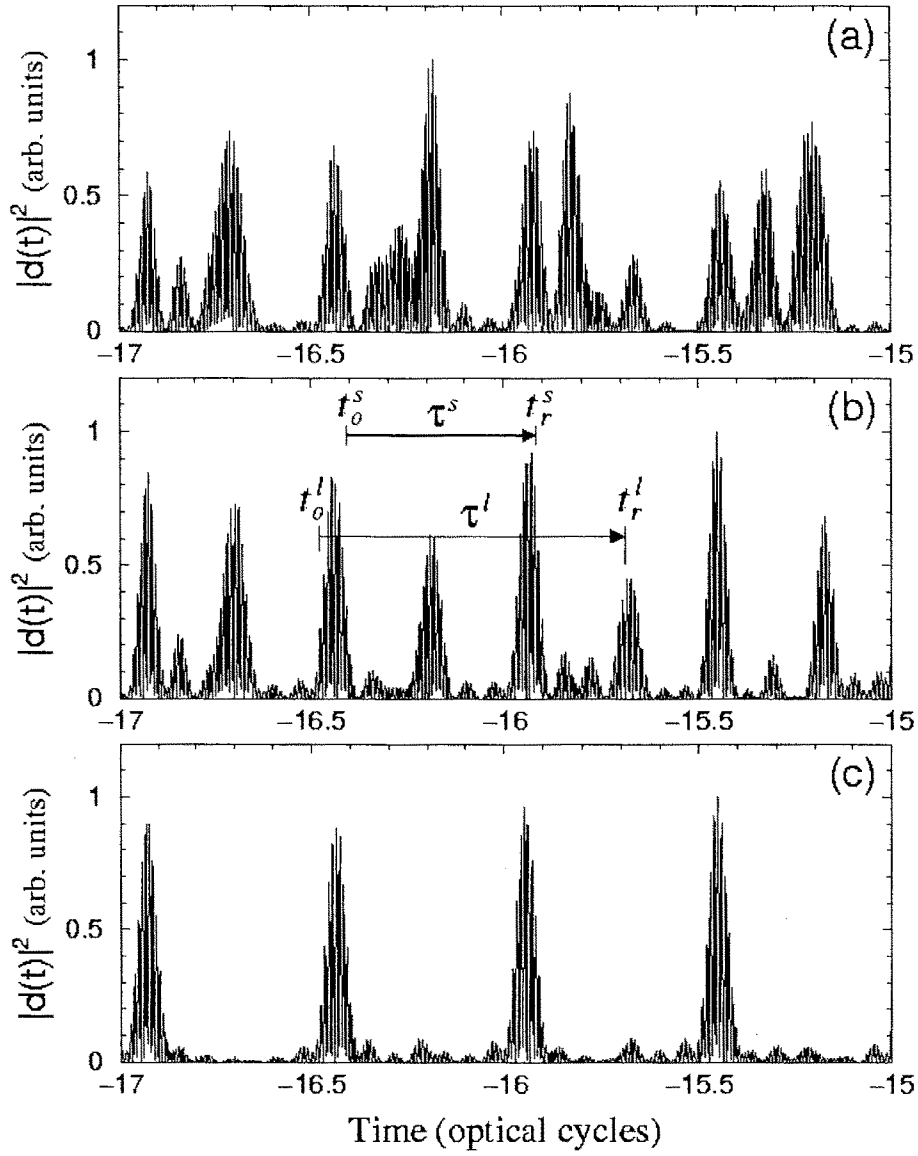 (a)
|d(t)|² (arb. units)
1
0.5
0
−17 −16.5 −16 −15.5 −15
(b)
|d(t)|² (arb. units)
1
0.5
0
t_o^s τ^s t_r^s
t_o^l τ^l t_r^l
−17 −16.5 −16 −15.5 −15
(c)
|d(t)|² (arb. units)
1
0.5
0
−17 −16.5 −16 −15.5 −15
Time (optical cycles)